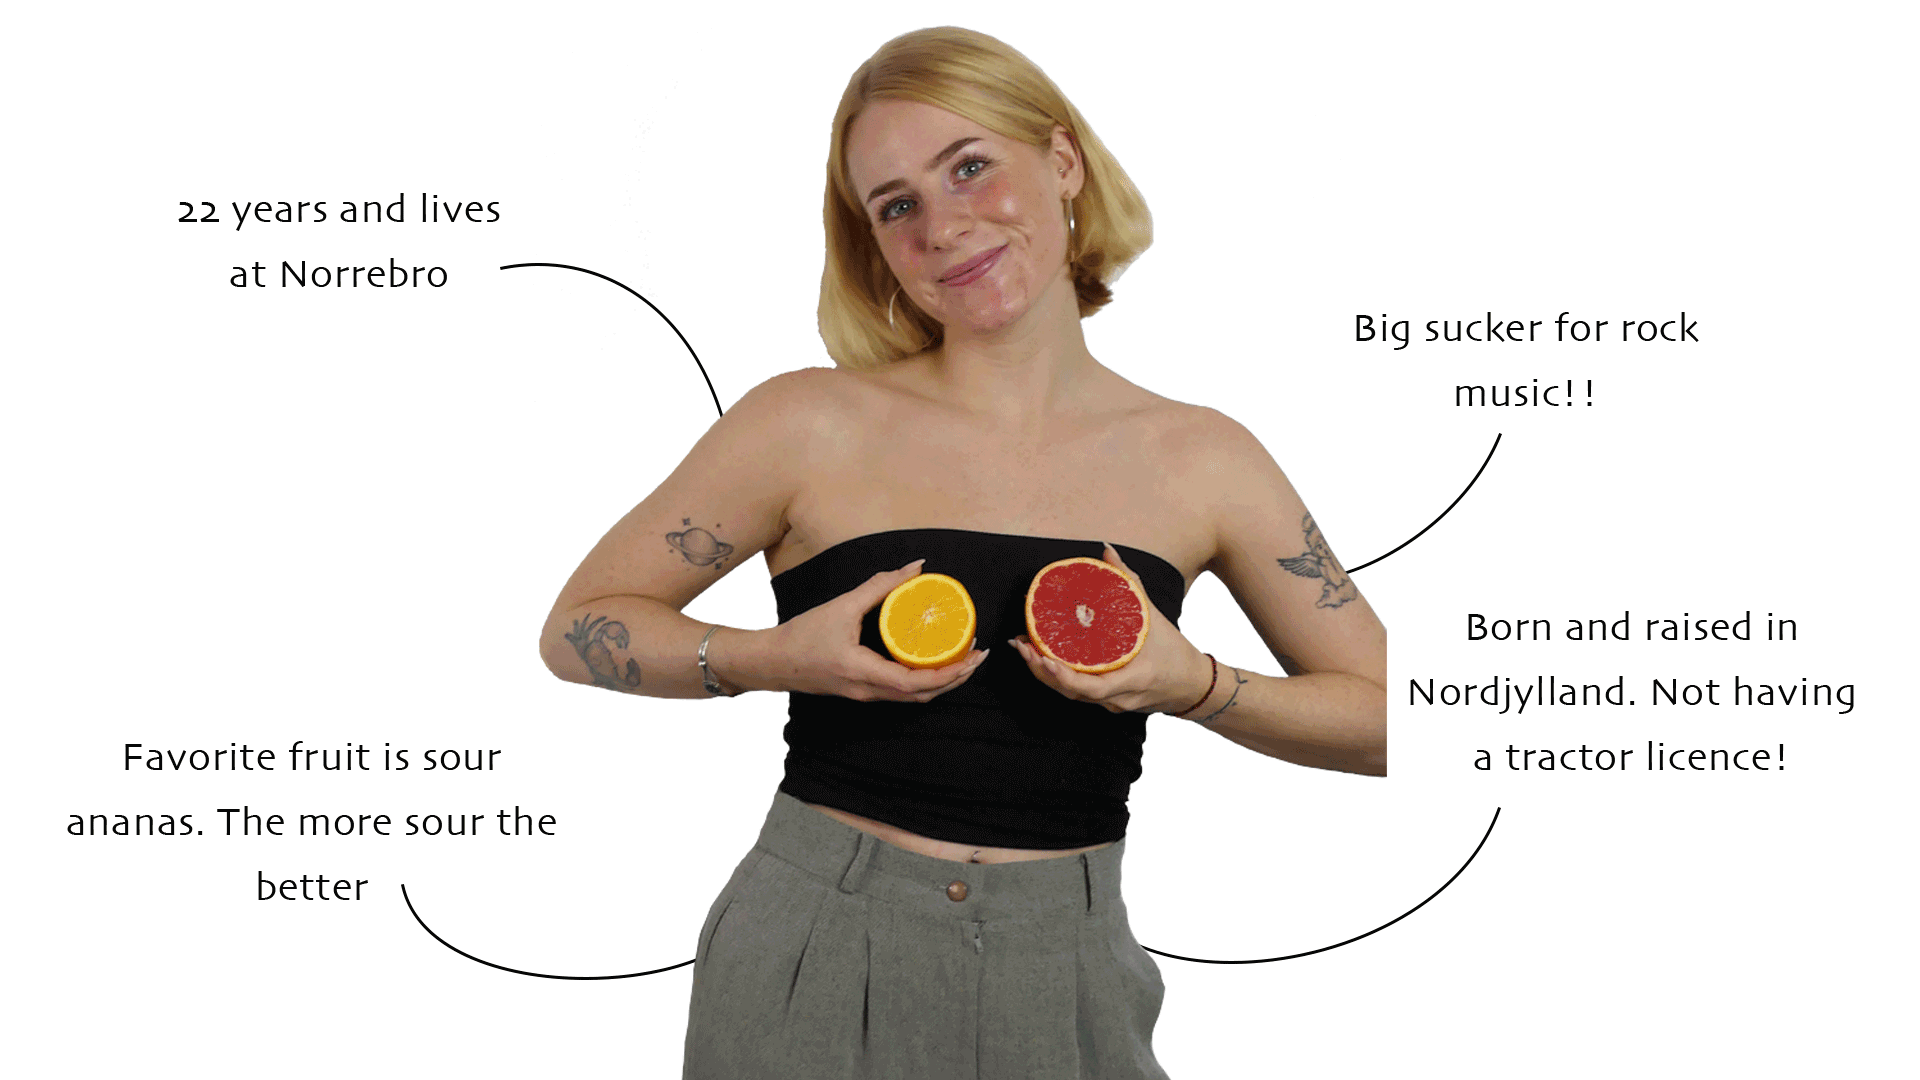 22 years and lives
at Norrebro
Big sucker for rock
music!!
Born and raised in
Nordjylland. Not having
a tractor licence!
Favorite fruit is sour
ananas. The more sour the
better